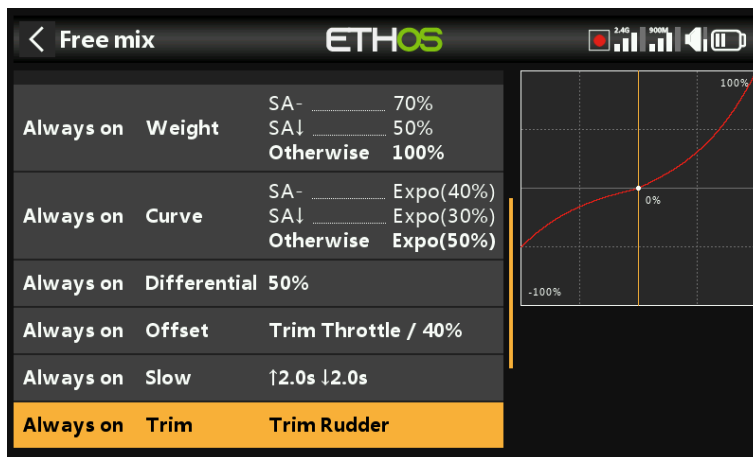 Free mix
ETHOS
2.4G 900M
SA- 70%
Always on Weight SA↓ 50%
Otherwise 100%
SA- Expo(40%)
Always on Curve SA↓ Expo(30%)
Otherwise Expo(50%)
Always on Differential 50%
Always on Offset Trim Throttle / 40%
Always on Slow ↑2.0s ↓2.0s
Always on Trim Trim Rudder
100%
0%
-100%